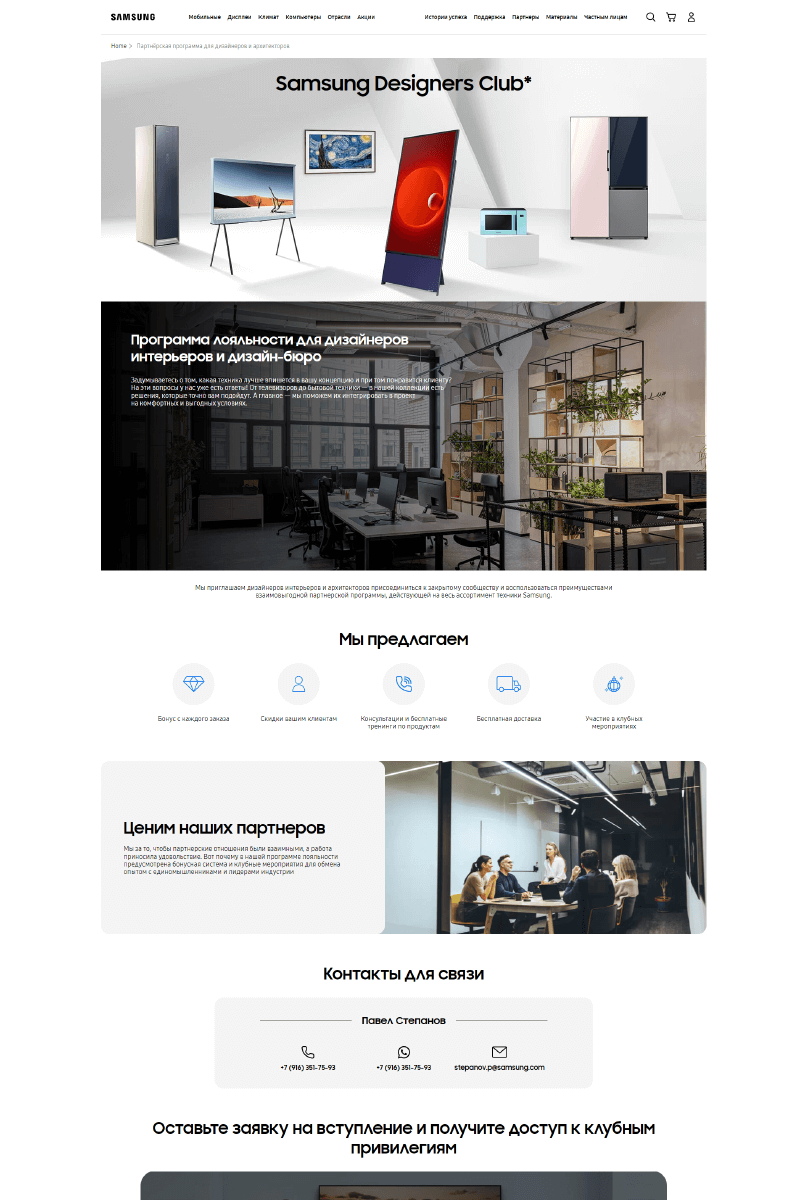 SAMSUNG
Мобильные Дисплеи Климат Компьютеры Отрасли Акции Истории успеха Поддержка Партнеры Материалы Частным лицам
Home > Партнёрская программа для дизайнеров и архитекторов
Samsung Designers Club*
Программа лояльности для дизайнеров
интерьеров и дизайн-бюро
Задумываетесь о том, какая техника лучше впишется в вашу концепцию и при том понравится клиенту?
На эти вопросы у нас уже есть ответы! От телевизоров до бытовой техники — в нашей коллекции есть
решения, которые точно вам подойдут. А главное — мы поможем их интегрировать в проект
на комфортных и выгодных условиях.
Мы приглашаем дизайнеров интерьеров и архитекторов присоединиться к закрытому сообществу и воспользоваться преимуществами
взаимовыгодной партнерской программы, действующей на весь ассортимент техники Samsung.
Мы предлагаем
Бонус с каждого заказа
Скидки вашим клиентам
Консультации и бесплатные
тренинги по продуктам
Бесплатная доставка
Участие в клубных
мероприятиях
Ценим наших партнеров
Мы за то, чтобы партнерские отношения были взаимными, а работа
приносила удовольствие. Вот почему в нашей программе лояльности
предусмотрена бонусная система и клубные мероприятия для обмена
опытом с единомышленниками и лидерами индустрии
Контакты для связи
Павел Степанов
+7 (916) 351-75-93 +7 (916) 351-75-93 stepanov.p@samsung.com
Оставьте заявку на вступление и получите доступ к клубным
привилегиям